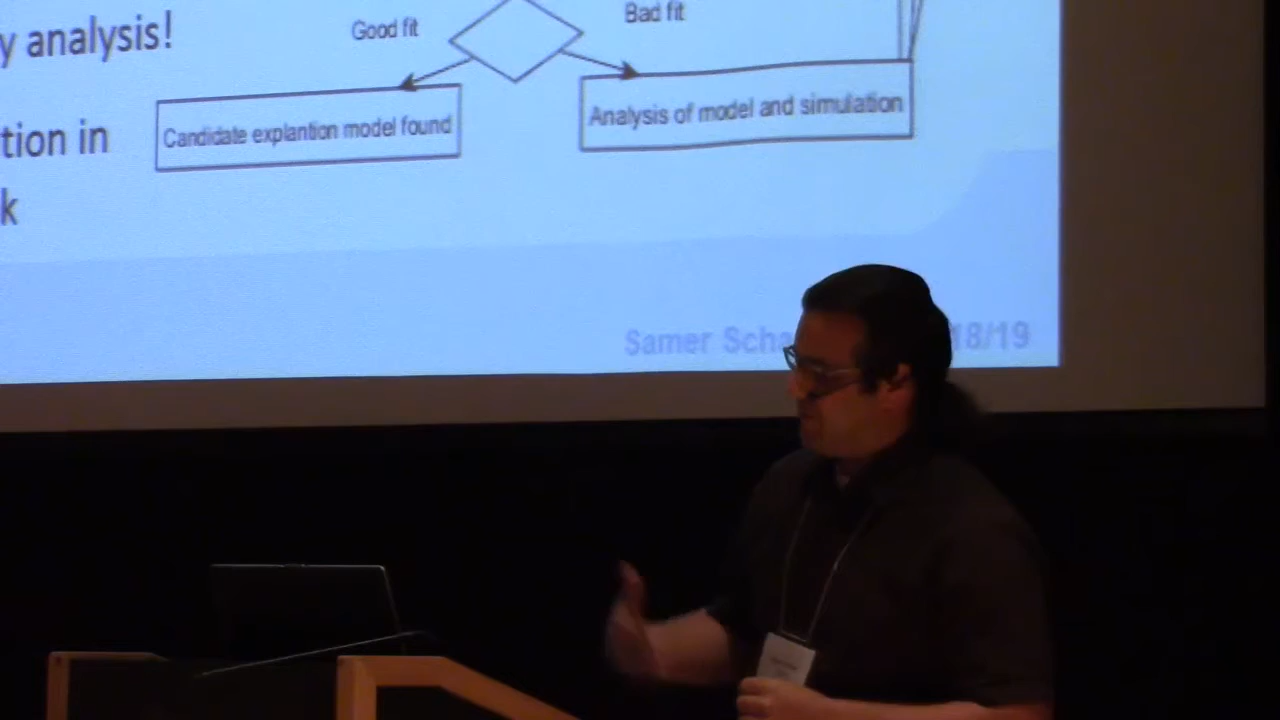 y analysis!
tion in
k
Good fit
Bad fit
Candidate explantion model found
Analysis of model and simulation
Samer Scha
18/19